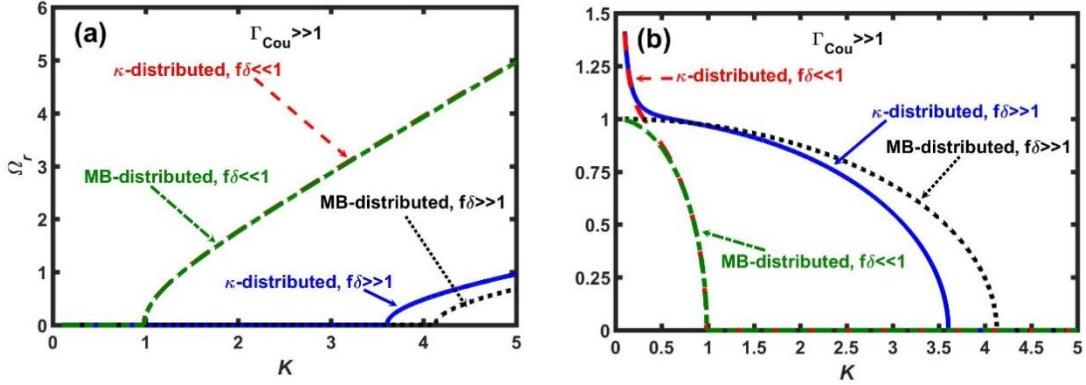 (a)
Γ_Cou>>1
κ-distributed, fδ<<1
MB-distributed, fδ<<1
MB-distributed, fδ>>1
κ-distributed, fδ>>1
Ω_r
6
5
4
3
2
1
0
0 1 2 3 4 5
K
(b)
Γ_Cou>>1
κ-distributed, fδ<<1
κ-distributed, fδ>>1
MB-distributed, fδ>>1
MB-distributed, fδ<<1
1.5
1.25
1
0.75
0.5
0.25
0
0 0.5 1 1.5 2 2.5 3 3.5 4 4.5 5
K